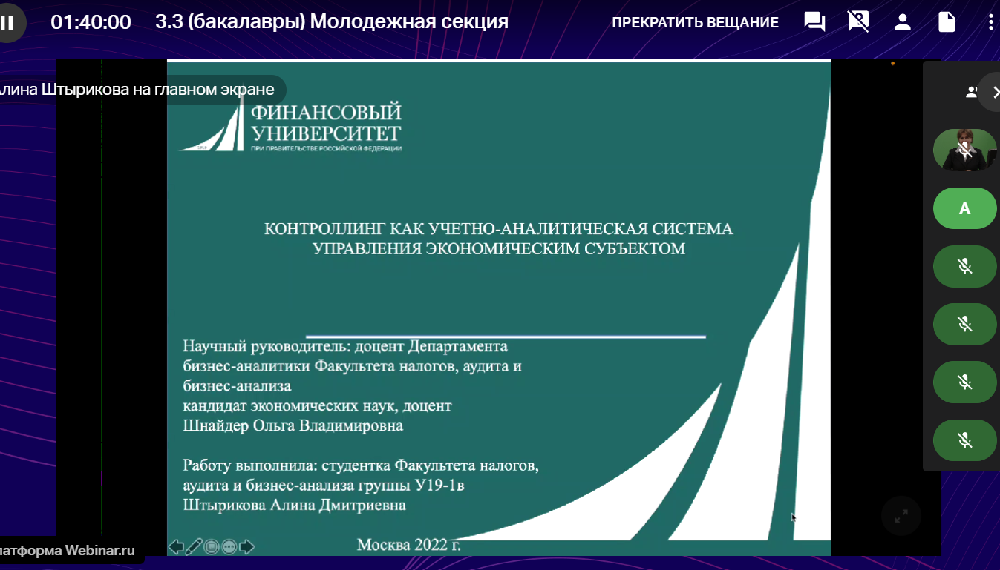 01:40:00 3.3 (бакалавры) Молодежная секция ПРЕКРАТИТЬ ВЕЩАНИЕ
Штырикова на главном экране
ФИНАНСОВЫЙ
УНИВЕРСИТЕТ
ПРИ ПРАВИТЕЛЬСТВЕ РОССИЙСКОЙ ФЕДЕРАЦИИ
А
КОНТРОЛЛИНГ КАК УЧЕТНО-АНАЛИТИЧЕСКАЯ СИСТЕМА
УПРАВЛЕНИЯ ЭКОНОМИЧЕСКИМ СУБЪЕКТОМ
Научный руководитель: доцент Департамента
бизнес-аналитики Факультета налогов, аудита и
бизнес-анализа
кандидат экономических наук, доцент
Шнайдер Ольга Владимировна
Работу выполнила: студентка Факультета налогов,
аудита и бизнес-анализа группы У19-1в
Штырикова Алина Дмитриевна
Москва 2022 г.
Webinar.ru